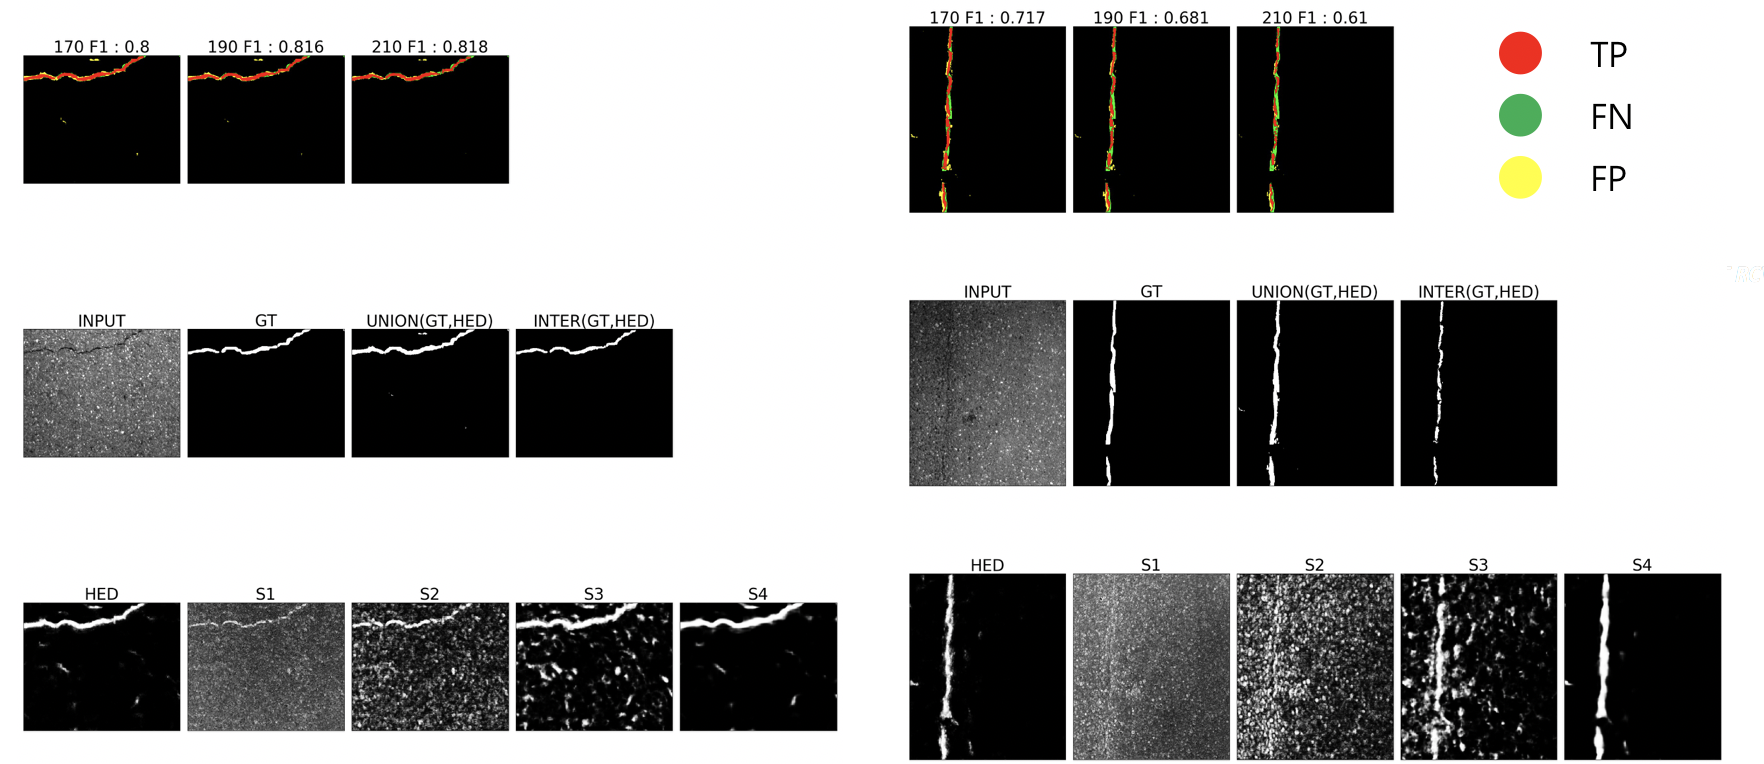 170 F1 : 0.8
190 F1 : 0.816
210 F1 : 0.818
170 F1 : 0.717
190 F1 : 0.681
210 F1 : 0.61
TP
FN
FP
INPUT
GT
UNION(GT,HED)
INTER(GT,HED)
INPUT
GT
UNION(GT,HED)
INTER(GT,HED)
HED
S1
S2
S3
S4
HED
S1
S2
S3
S4